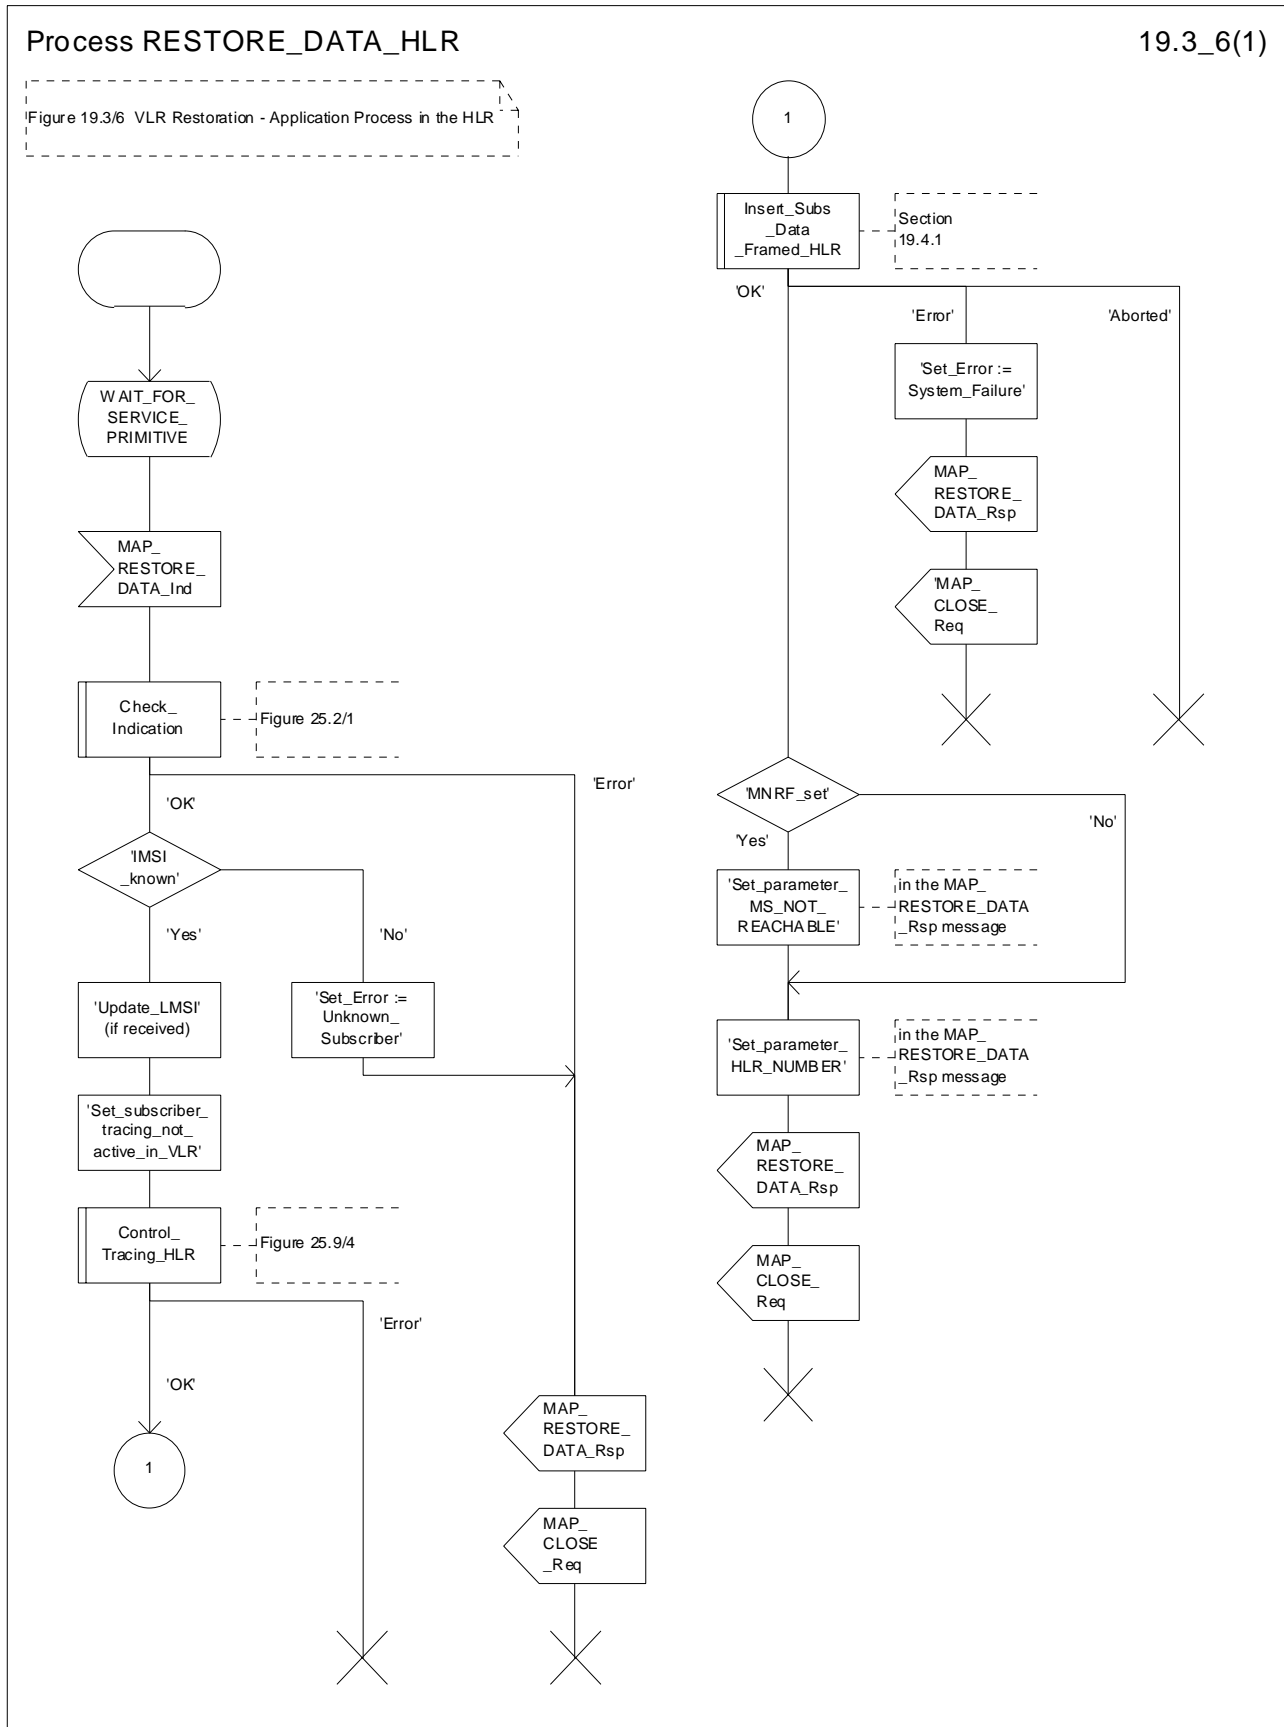 Process RESTORE_DATA_HLR
19.3_6(1)
Figure 19.3/6 VLR Restoration - Application Process in the HLR
WAIT_FOR_
SERVICE_
PRIMITIVE
MAP_
RESTORE_
DATA_Ind
Check_
Indication
Figure 25.2/1
'Error'
'OK'
'IMSI
_known'
'Yes'
'No'
'Update_LMSI'
(if received)
'Set_Error :=
Unknown_
Subscriber'
'Set_subscriber_
tracing_not_
active_in_VLR'
Control_
Tracing_HLR
Figure 25.9/4
'Error'
'OK'
1
MAP_
RESTORE_
DATA_Rsp
MAP_
CLOSE
_Req
1
Insert_Subs
_Data
_Framed_HLR
Section
19.4.1
'OK'
'Error'
'Aborted'
'Set_Error :=
System_Failure'
MAP_
RESTORE_
DATA_Rsp
'MAP_
CLOSE_
Req
'MNRF_set'
'Yes'
'No'
'Set_parameter_
MS_NOT_
REACHABLE'
in the MAP_
RESTORE_DATA
_Rsp message
'Set_parameter_
HLR_NUMBER'
in the MAP_
RESTORE_DATA
_Rsp message
MAP_
RESTORE_
DATA_Rsp
MAP_
CLOSE_
Req